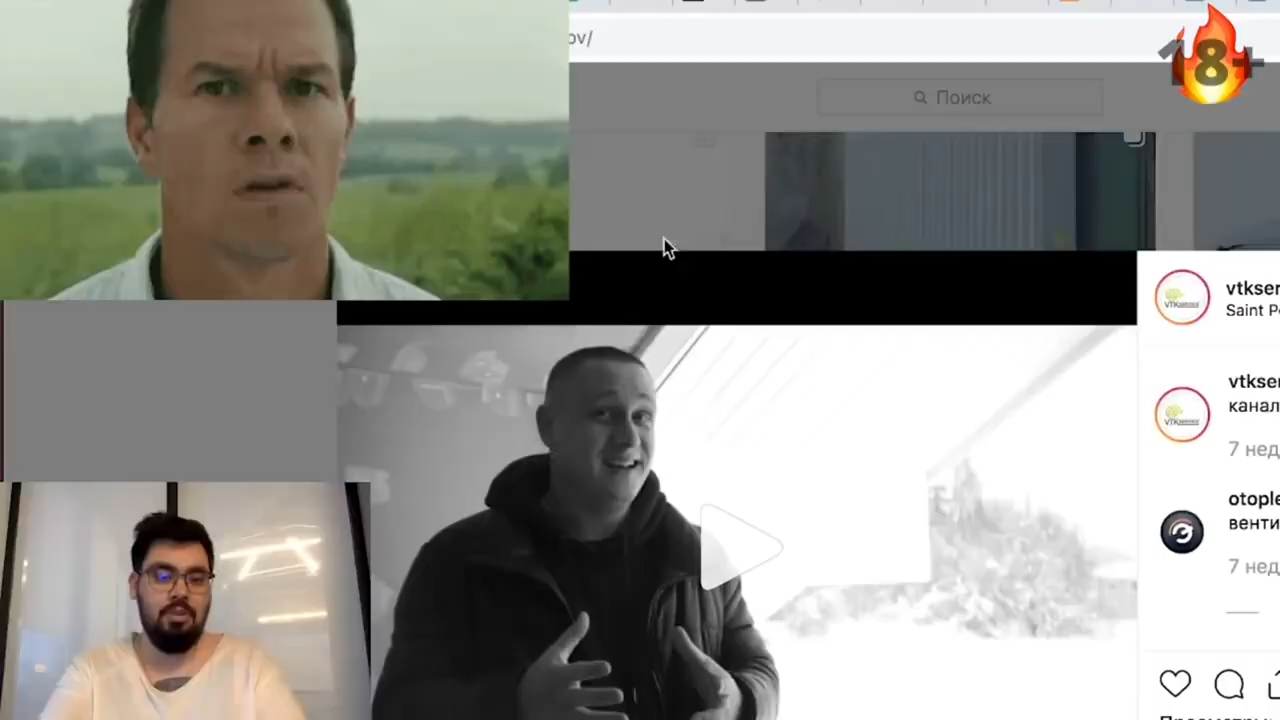 ov/
18+
Поиск
vtkser
Saint P
vtkser
канал
7 нед
otople
венти
7 нед